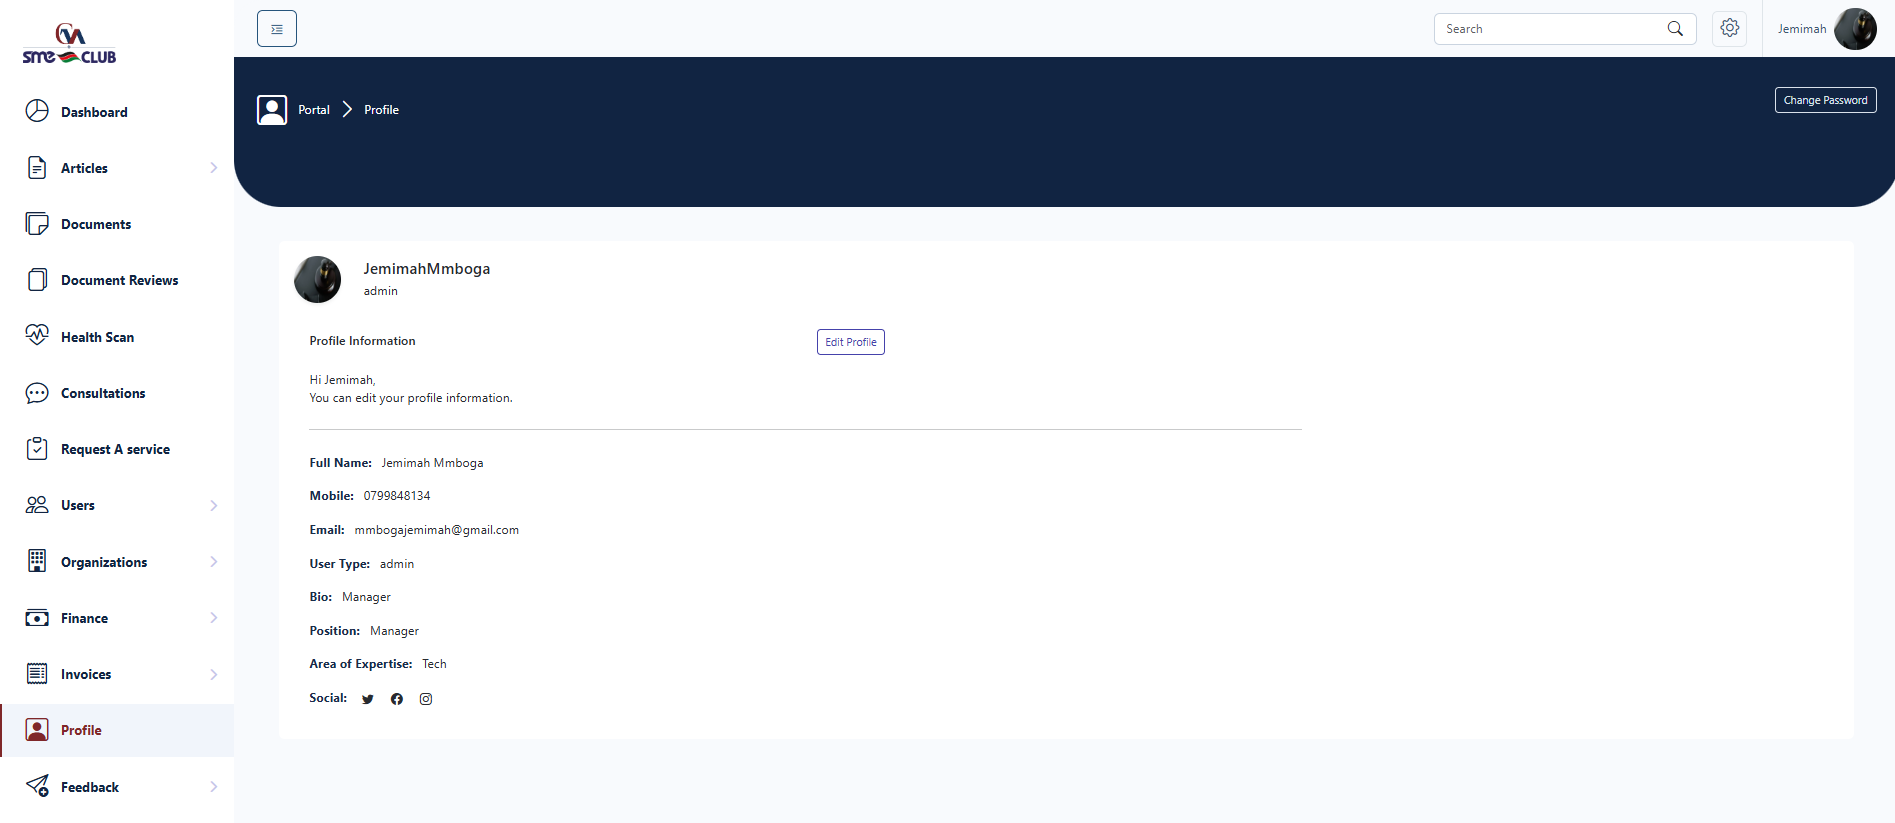 SME CLUB
Dashboard
Articles
Documents
Document Reviews
Health Scan
Consultations
Request A service
Users
Organizations
Finance
Invoices
Profile
Feedback
Search
Jemimah
Portal
Profile
Change Password
JemimahMmboga
admin
Profile Information
Edit Profile
Hi Jemimah,
You can edit your profile information.
Full Name: Jemimah Mmboga
Mobile: 0799848134
Email: mmbogajemimah@gmail.com
User Type: admin
Bio: Manager
Position: Manager
Area of Expertise: Tech
Social: